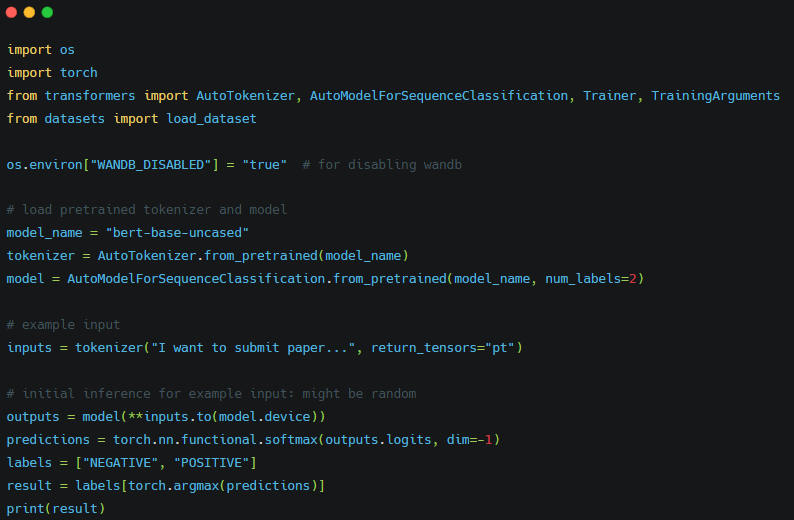 import os
import torch
from transformers import AutoTokenizer, AutoModelForSequenceClassification, Trainer, TrainingArguments
from datasets import load_dataset
os.environ["WANDB_DISABLED"] = "true"  # for disabling wandb
# load pretrained tokenizer and model
model_name = "bert-base-uncased"
tokenizer = AutoTokenizer.from_pretrained(model_name)
model = AutoModelForSequenceClassification.from_pretrained(model_name, num_labels=2)
# example input
inputs = tokenizer("I want to submit paper...", return_tensors="pt")
# initial inference for example input: might be random
outputs = model(**inputs.to(model.device))
predictions = torch.nn.functional.softmax(outputs.logits, dim=-1)
labels = ["NEGATIVE", "POSITIVE"]
result = labels[torch.argmax(predictions)]
print(result)